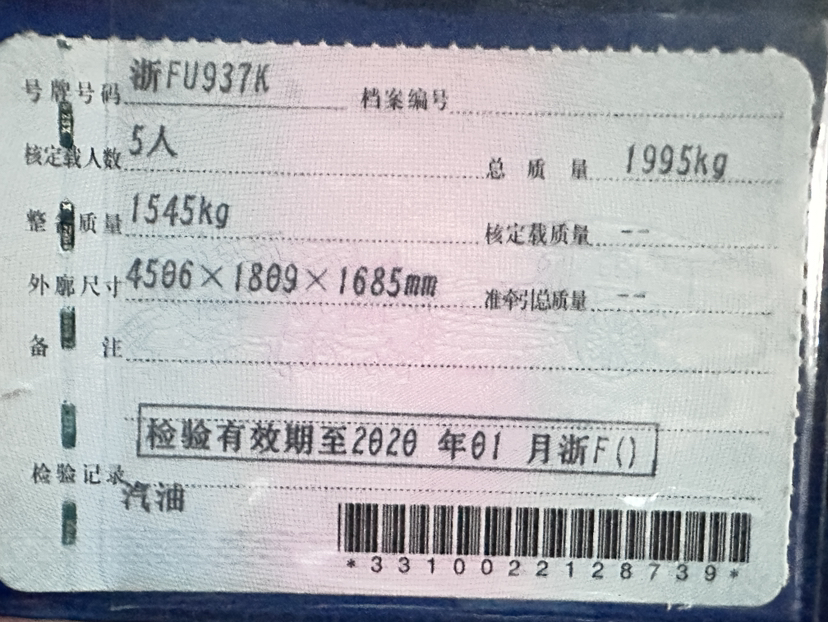 号牌号码 浙FU937K 档案编号
核定载人数 5人 总质量 1995kg
整备质量 1545kg 核定载质量 --
外廓尺寸 4506×1809×1685mm 准牵引总质量 --
备注
检验有效期至2020年01月浙F()
检验记录
汽油
*3310022128739*